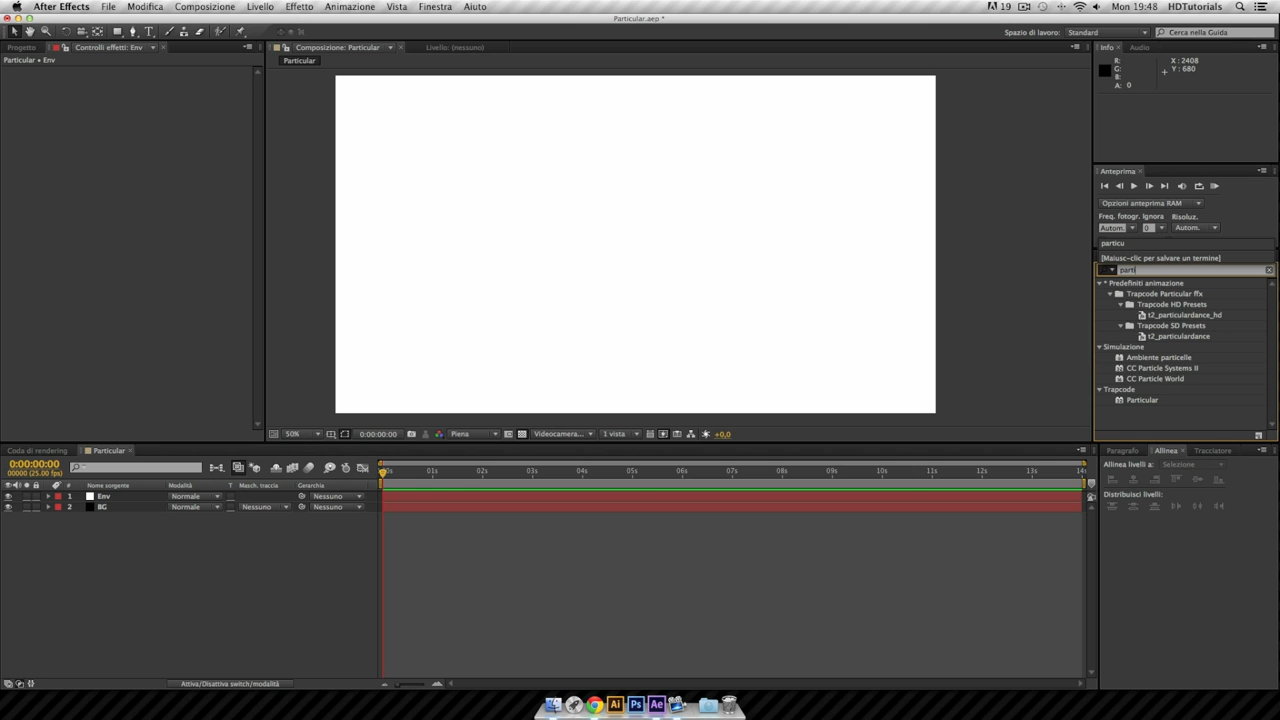 After Effects File Modifica Composizione Livello Effetto Animazione Vista Finestra Aiuto 19 Mon 19:48 HDTutorials
Particular.aep *
Spazio di lavoro: Standard Cerca nella Guida
Progetto Controlli effetti: Env Composizione: Particular Livello: (nessuno) Info Audio
Particular • Env Particular
R: X : 2408
G: Y : 680
B:
A: 0
Anteprima
Opzioni anteprima RAM
Freq. fotogr. Ignora Risoluz.
Autom. 0 Autom.
particu
[Maiusc-clic per salvare un termine]
parti
* Predefiniti animazione
Trapcode Particular ffx
Trapcode HD Presets
t2_particulardance_hd
Trapcode SD Presets
t2_particulardance
Simulazione
Ambiente particelle
CC Particle Systems II
CC Particle World
Trapcode
Particular
50% 0:00:00:00 Piena Videocamera... 1 vista +0,0
Coda di rendering Particular Paragrafo Allinea Tracciatore
0:00:00:00
00000 (25.00 fps)
00s 01s 02s 03s 04s 05s 06s 07s 08s 09s 10s 11s 12s 13s 14s
Allinea livelli a: Selezione
Distribuisci livelli:
# Nome sorgente Modalità T Masch. traccia Gerarchia
1 Env Normale Nessuno
2 BG Normale Nessuno Nessuno
Attiva/Disattiva switch/modalità
Ai Ps Ae